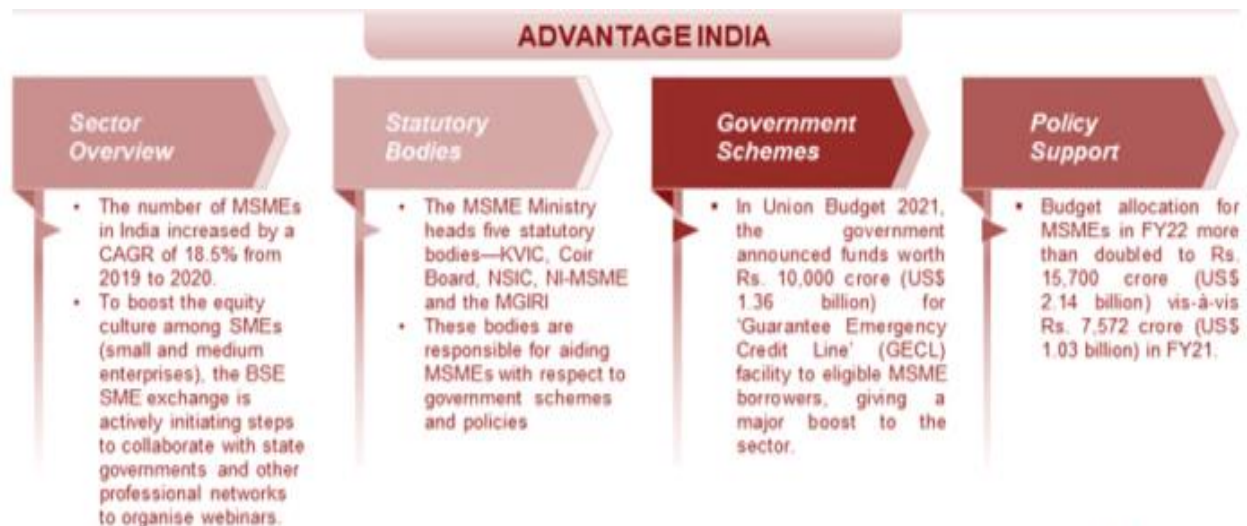 ADVANTAGE INDIA
Sector
Overview
• The number of MSMEs
in India increased by a
CAGR of 18.5% from
2019 to 2020.
• To boost the equity
culture among SMEs
(small and medium
enterprises), the BSE
SME exchange is
actively initiating steps
to collaborate with state
governments and other
professional networks
to organise webinars.
Statutory
Bodies
• The MSME Ministry
heads five statutory
bodies—KVIC, Coir
Board, NSIC, NI-MSME
and the MGIRI
• These bodies are
responsible for aiding
MSMEs with respect to
government schemes
and policies
Government
Schemes
▪ In Union Budget 2021,
the government
announced funds worth
Rs. 10,000 crore (US$
1.36 billion) for
‘Guarantee Emergency
Credit Line’ (GECL)
facility to eligible MSME
borrowers, giving a
major boost to the
sector.
Policy
Support
▪ Budget allocation for
MSMEs in FY22 more
than doubled to Rs.
15,700 crore (US$
2.14 billion) vis-à-vis
Rs. 7,572 crore (US$
1.03 billion) in FY21.